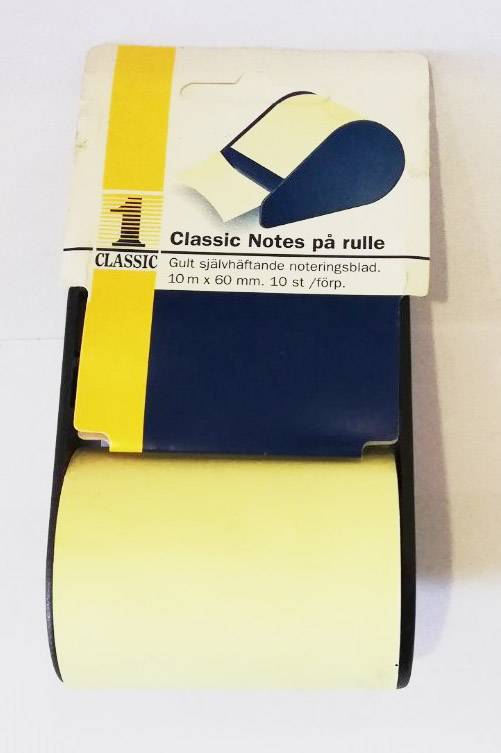 1
CLASSIC
Classic Notes på rulle
Gult självhäftande noteringsblad.
10 m x 60 mm. 10 st /förp.